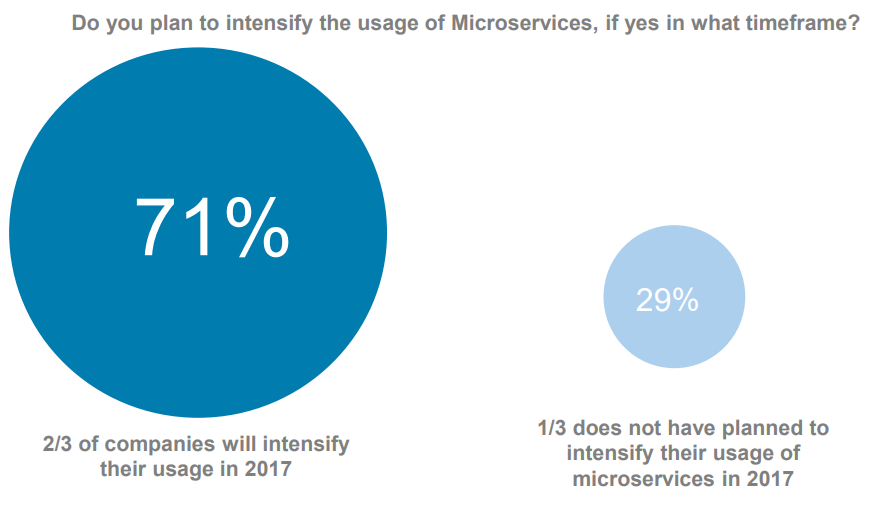 Do you plan to intensify the usage of Microservices, if yes in what timeframe?
71%
29%
2/3 of companies will intensify
their usage in 2017
1/3 does not have planned to
intensify their usage of
microservices in 2017